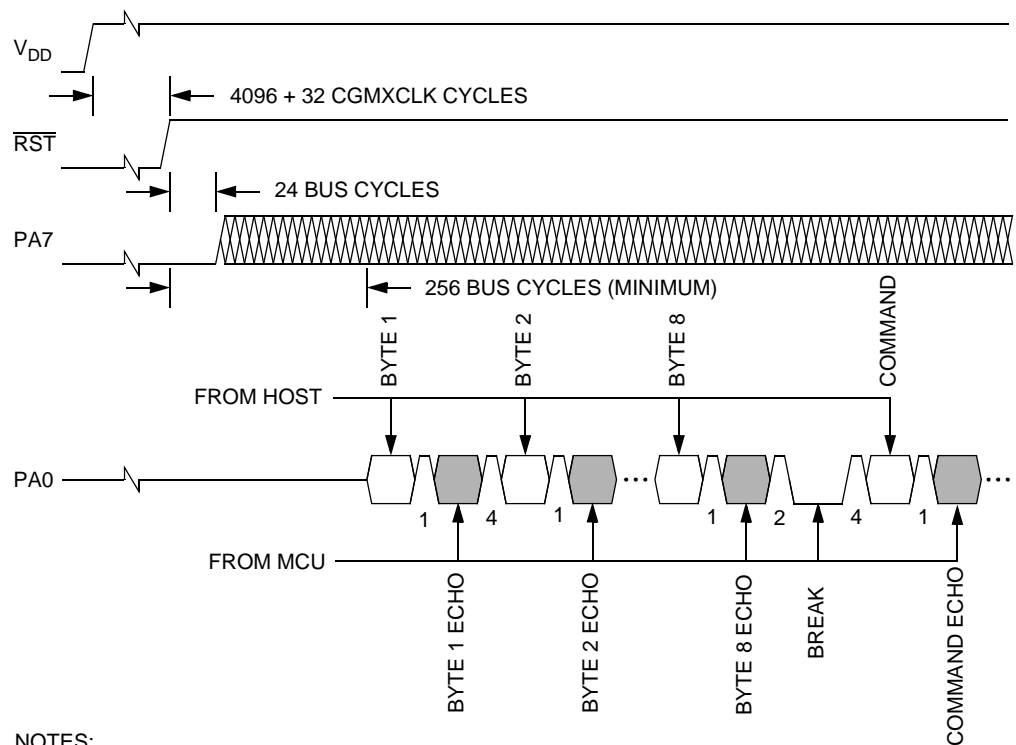 VDD
4096 + 32 CGMXCLK CYCLES
RST
24 BUS CYCLES
PA7
256 BUS CYCLES (MINIMUM)
BYTE 1
BYTE 2
BYTE 8
COMMAND
FROM HOST
PA0
1
4
1
1
2
4
1
FROM MCU
BYTE 1 ECHO
BYTE 2 ECHO
BYTE 8 ECHO
BREAK
COMMAND ECHO
NOTES: